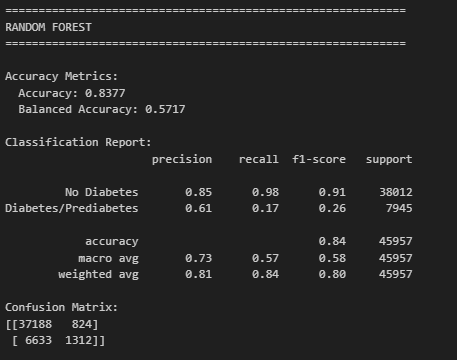 ============================================================
RANDOM FOREST
============================================================
Accuracy Metrics:
  Accuracy: 0.8377
  Balanced Accuracy: 0.5717
Classification Report:
                      precision    recall  f1-score   support
         No Diabetes       0.85      0.98      0.91     38012
Diabetes/Prediabetes       0.61      0.17      0.26      7945
            accuracy                           0.84     45957
           macro avg       0.73      0.57      0.58     45957
        weighted avg       0.81      0.84      0.80     45957
Confusion Matrix:
[[37188   824]
 [ 6633  1312]]